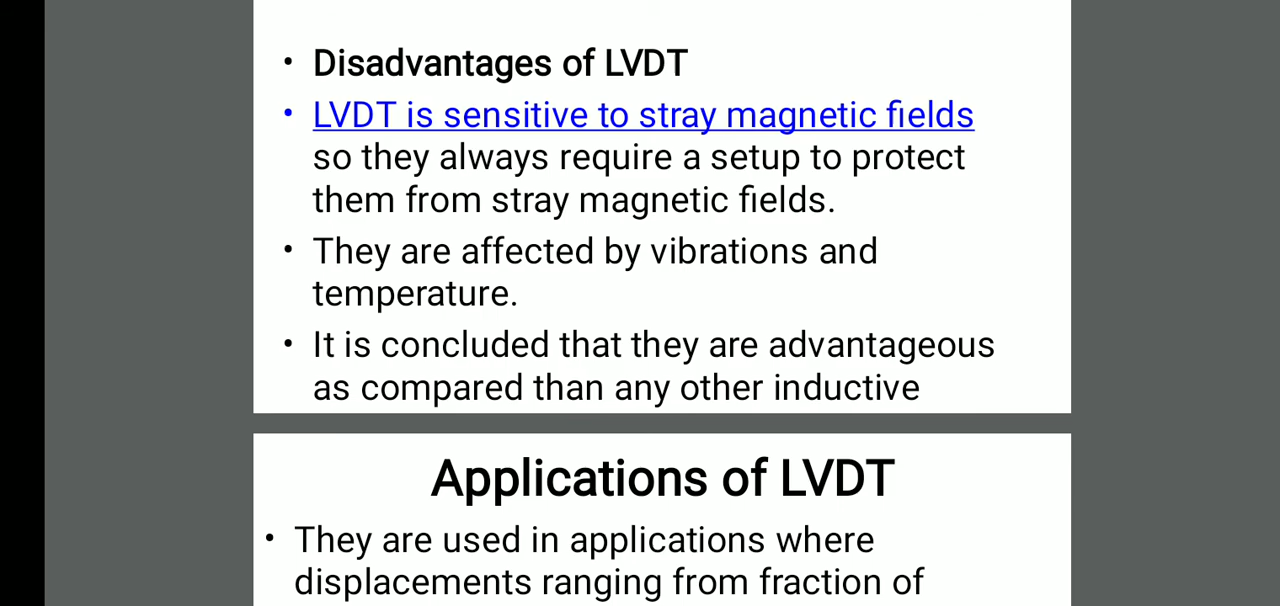 • Disadvantages of LVDT
• LVDT is sensitive to stray magnetic fields
so they always require a setup to protect
them from stray magnetic fields.
• They are affected by vibrations and
temperature.
• It is concluded that they are advantageous
as compared than any other inductive
Applications of LVDT
• They are used in applications where
displacements ranging from fraction of